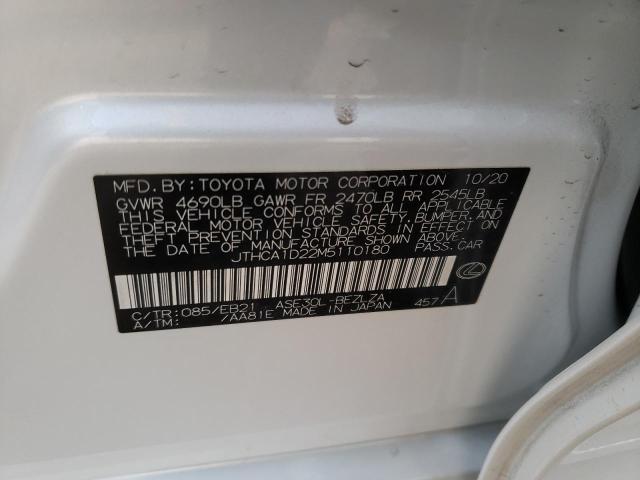 MFD. BY: TOYOTA MOTOR CORPORATION 10/20
GVWR 4690LB GAWR FR 2470LB RR 2545LB
THIS VEHICLE CONFORMS TO ALL APPLICABLE
FEDERAL MOTOR VEHICLE SAFETY, BUMPER, AND
THEFT PREVENTION STANDARDS IN EFFECT ON
THE DATE OF MANUFACTURE SHOWN ABOVE.
JTHCA1D22M5110180 PASS. CAR
C/TR: 085/EB21 ASE30L-BEZLZA 457 A
A/TM: /AA81E MADE IN JAPAN